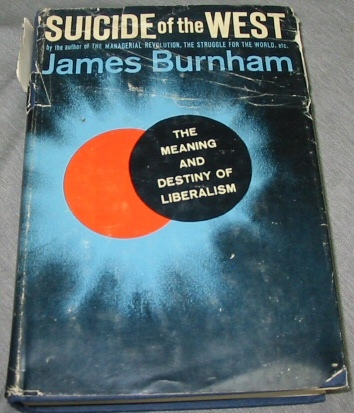 SUICIDE of the WEST
by the author of THE MANAGERIAL REVOLUTION, THE STRUGGLE FOR THE WORLD, etc.
James Burnham
THE
MEANING
AND
DESTINY OF
LIBERALISM